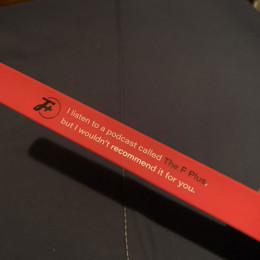 F+
I listen to a podcast called The F Plus,
but I wouldn't recommend it for you.